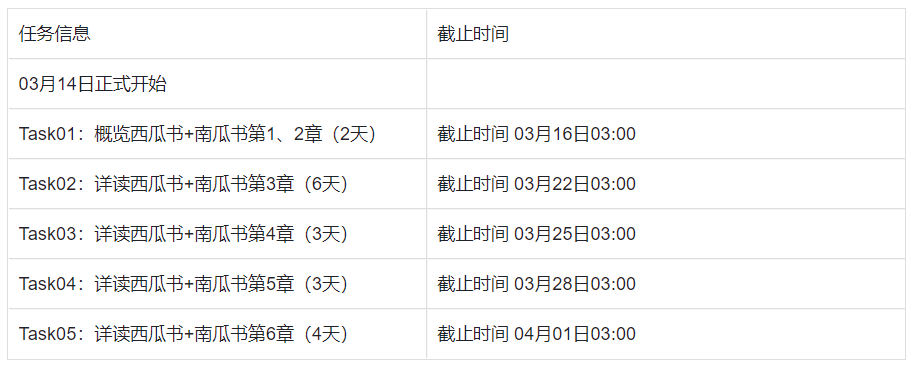 任务信息 截止时间
03月14日正式开始
Task01：概览西瓜书+南瓜书第1、2章（2天） 截止时间 03月16日03:00
Task02：详读西瓜书+南瓜书第3章（6天） 截止时间 03月22日03:00
Task03：详读西瓜书+南瓜书第4章（3天） 截止时间 03月25日03:00
Task04：详读西瓜书+南瓜书第5章（3天） 截止时间 03月28日03:00
Task05：详读西瓜书+南瓜书第6章（4天） 截止时间 04月01日03:00